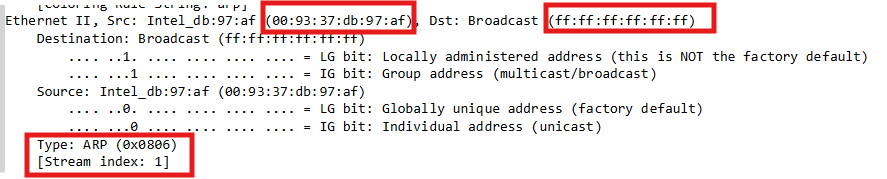 [Coloring Rule String: arp]
Ethernet II, Src: Intel_db:97:af (00:93:37:db:97:af), Dst: Broadcast (ff:ff:ff:ff:ff:ff)
Destination: Broadcast (ff:ff:ff:ff:ff:ff)
.... ..1. .... .... .... .... = LG bit: Locally administered address (this is NOT the factory default)
.... ...1 .... .... .... .... = IG bit: Group address (multicast/broadcast)
Source: Intel_db:97:af (00:93:37:db:97:af)
.... ..0. .... .... .... .... = LG bit: Globally unique address (factory default)
.... ...0 .... .... .... .... = IG bit: Individual address (unicast)
Type: ARP (0x0806)
[Stream index: 1]